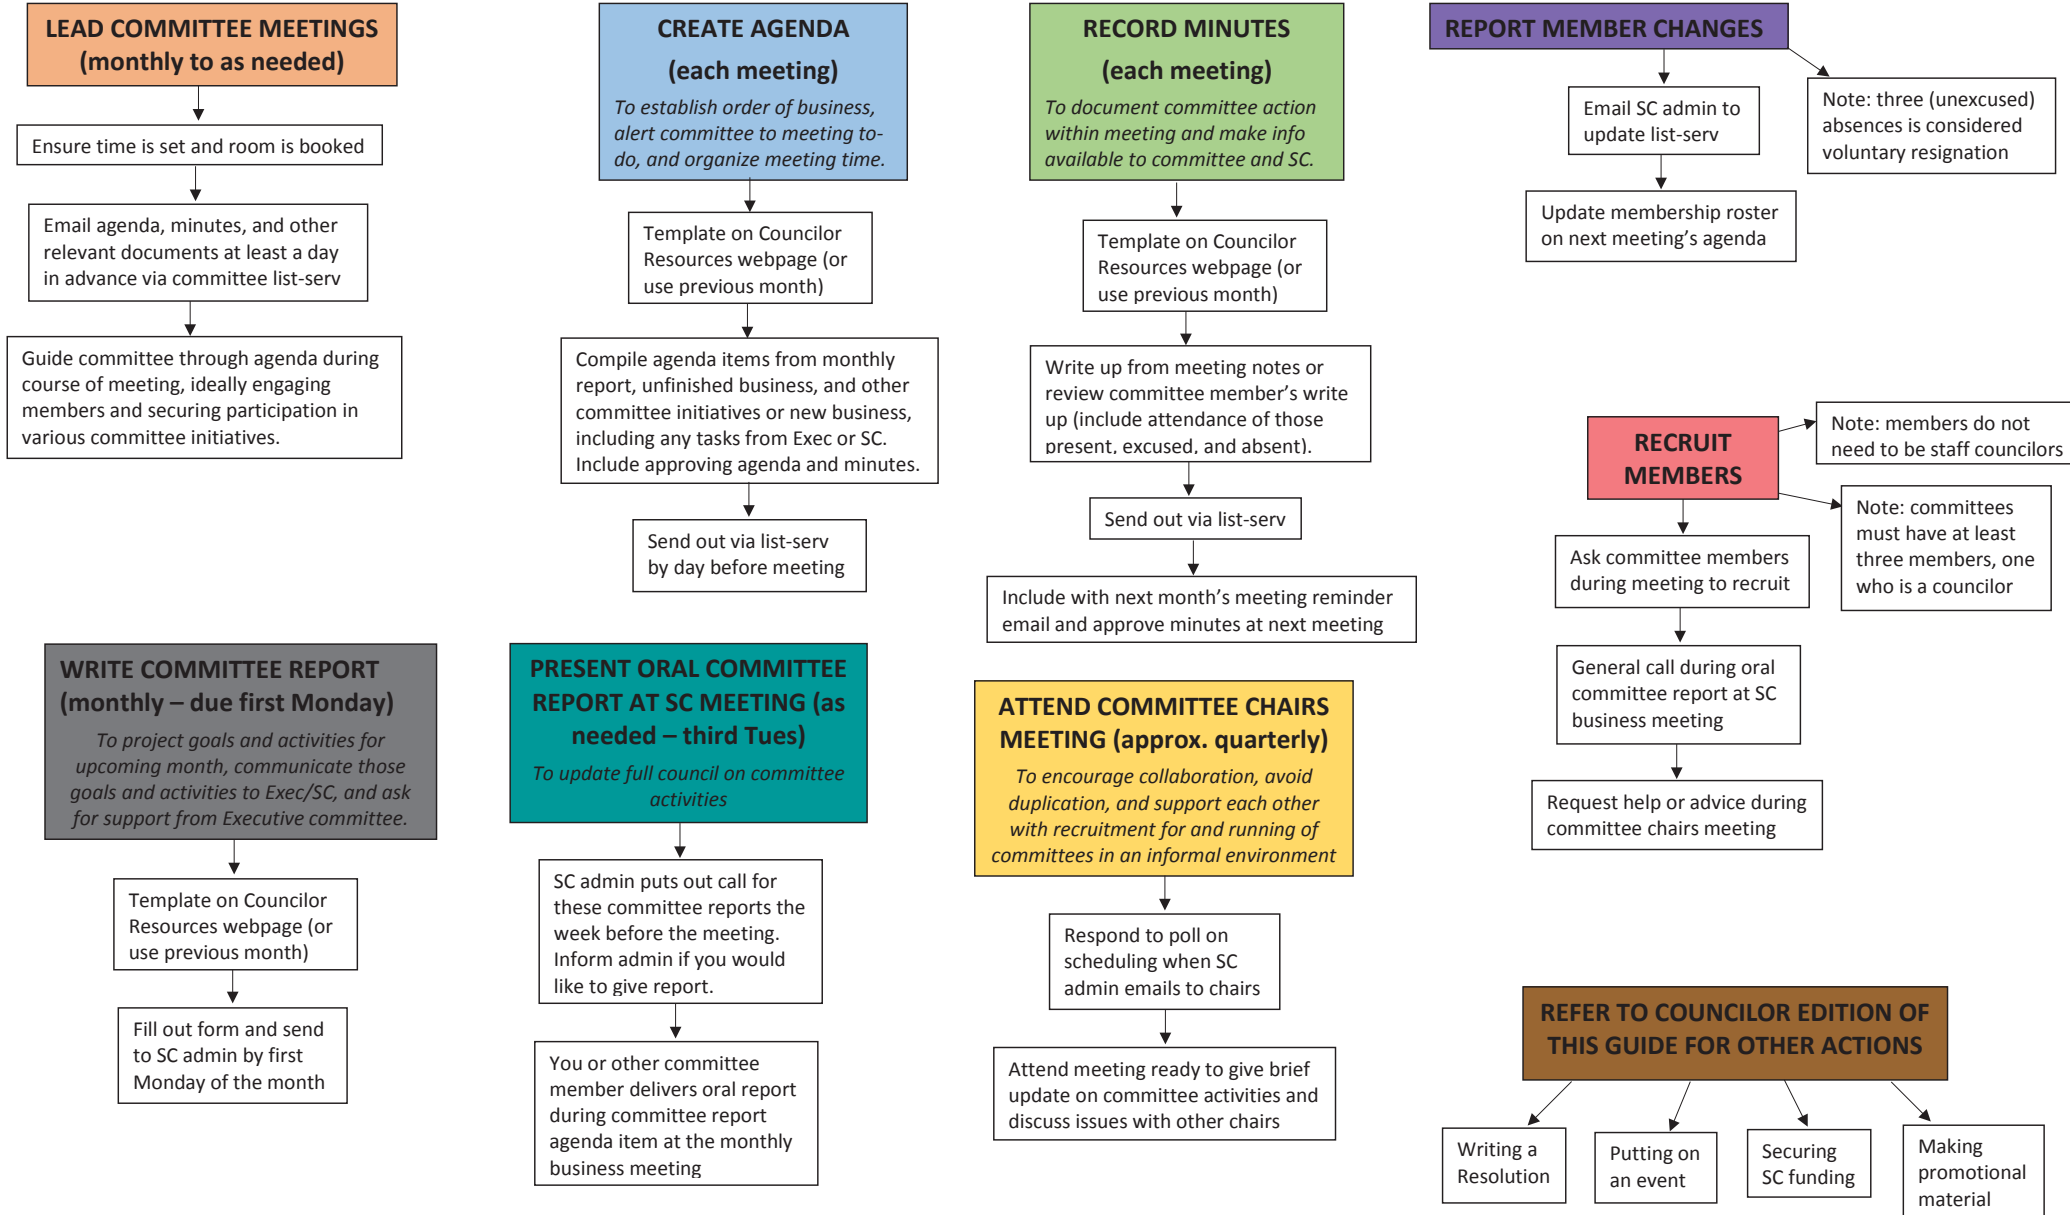 LEAD COMMITTEE MEETINGS
(monthly to as needed)
Ensure time is set and room is booked
Email agenda, minutes, and other
relevant documents at least a day
in advance via committee list-serv
Guide committee through agenda during
course of meeting, ideally engaging
members and securing participation in
various committee initiatives.
CREATE AGENDA
(each meeting)
To establish order of business,
alert committee to meeting to-
do, and organize meeting time.
Template on Councilor
Resources webpage (or
use previous month)
Compile agenda items from monthly
report, unfinished business, and other
committee initiatives or new business,
including any tasks from Exec or SC.
Include approving agenda and minutes.
Send out via list-serv
by day before meeting
RECORD MINUTES
(each meeting)
To document committee action
within meeting and make info
available to committee and SC.
Template on Councilor
Resources webpage (or
use previous month)
Write up from meeting notes or
review committee member’s write
up (include attendance of those
present, excused, and absent).
Send out via list-serv
Include with next month’s meeting reminder
email and approve minutes at next meeting
REPORT MEMBER CHANGES
Email SC admin to
update list-serv
Update membership roster
on next meeting’s agenda
Note: three (unexcused)
absences is considered
voluntary resignation
RECRUIT
MEMBERS
Note: members do not
need to be staff councilors
Note: committees
must have at least
three members, one
who is a councilor
Ask committee members
during meeting to recruit
General call during oral
committee report at SC
business meeting
Request help or advice during
committee chairs meeting
WRITE COMMITTEE REPORT
(monthly – due first Monday)
To project goals and activities for
upcoming month, communicate those
goals and activities to Exec/SC, and ask
for support from Executive committee.
Template on Councilor
Resources webpage (or
use previous month)
Fill out form and send
to SC admin by first
Monday of the month
PRESENT ORAL COMMITTEE
REPORT AT SC MEETING (as
needed – third Tues)
To update full council on committee
activities
SC admin puts out call for
these committee reports the
week before the meeting.
Inform admin if you would
like to give report.
You or other committee
member delivers oral report
during committee report
agenda item at the monthly
business meeting
ATTEND COMMITTEE CHAIRS
MEETING (approx. quarterly)
To encourage collaboration, avoid
duplication, and support each other
with recruitment for and running of
committees in an informal environment
Respond to poll on
scheduling when SC
admin emails to chairs
Attend meeting ready to give brief
update on committee activities and
discuss issues with other chairs
REFER TO COUNCILOR EDITION OF
THIS GUIDE FOR OTHER ACTIONS
Writing a
Resolution
Putting on
an event
Securing
SC funding
Making
promotional
material